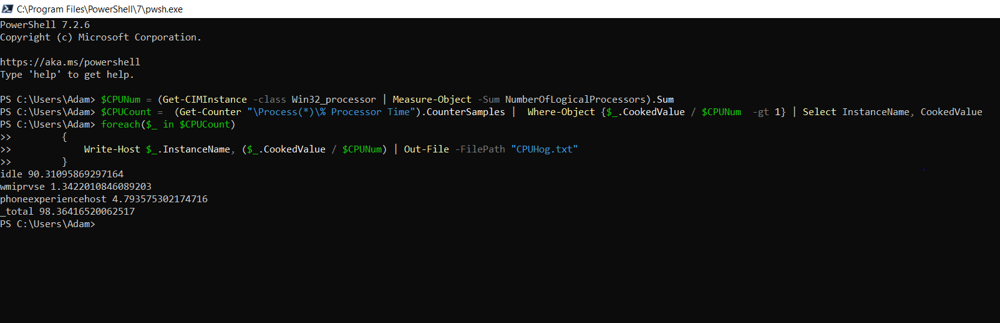 C:\Program Files\PowerShell\7\pwsh.exe
PowerShell 7.2.6
Copyright (c) Microsoft Corporation.
https://aka.ms/powershell
Type 'help' to get help.
PS C:\Users\Adam> $CPUNum = (Get-CIMInstance -class Win32_processor | Measure-Object -Sum NumberOfLogicalProcessors).Sum
PS C:\Users\Adam> $CPUCount =  (Get-Counter "\Process(*)\% Processor Time").CounterSamples |  Where-Object {$_.CookedValue / $CPUNum  -gt 1} | Select InstanceName, CookedValue
PS C:\Users\Adam> foreach($_ in $CPUCount)
>>         {
>>             Write-Host $_.InstanceName, ($_.CookedValue / $CPUNum) | Out-File -FilePath "CPUHog.txt"
>>         }
idle 90.31095869297164
wmiprvse 1.3422010846089203
phoneexperiencehost 4.793575302174716
_total 98.36416520062517
PS C:\Users\Adam>